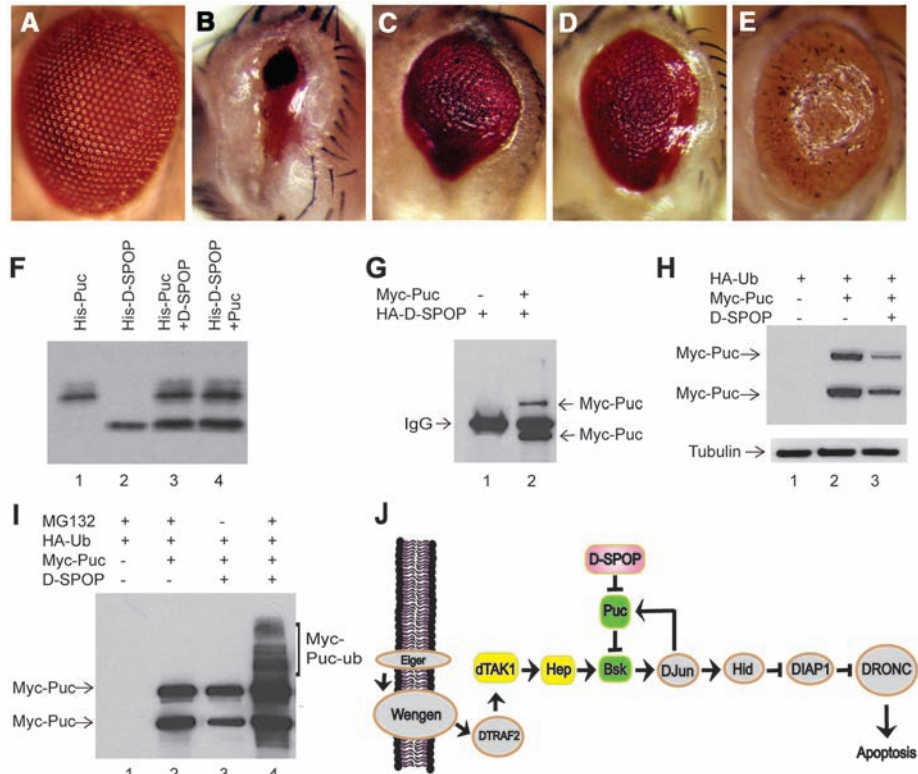 A B C D E
F
His-Puc
His-D-SPOP
His-Puc
+D-SPOP
His-D-SPOP
+Puc
1 2 3 4
G
Myc-Puc - +
HA-D-SPOP + +
IgG
Myc-Puc
Myc-Puc
1 2
H
HA-Ub + + +
Myc-Puc - + +
D-SPOP - - +
Myc-Puc
Myc-Puc
Tubulin
1 2 3
I
MG132 + + - +
HA-Ub + + + +
Myc-Puc - + + +
D-SPOP - - + +
Myc-
Puc-ub
Myc-Puc
Myc-Puc
1 2 3 4
J
D-SPOP
Puc
Eiger
Wengen
DTRAF2
dTAK1
Hep
Bsk
DJun
Hid
DIAP1
DRONC
Apoptosis